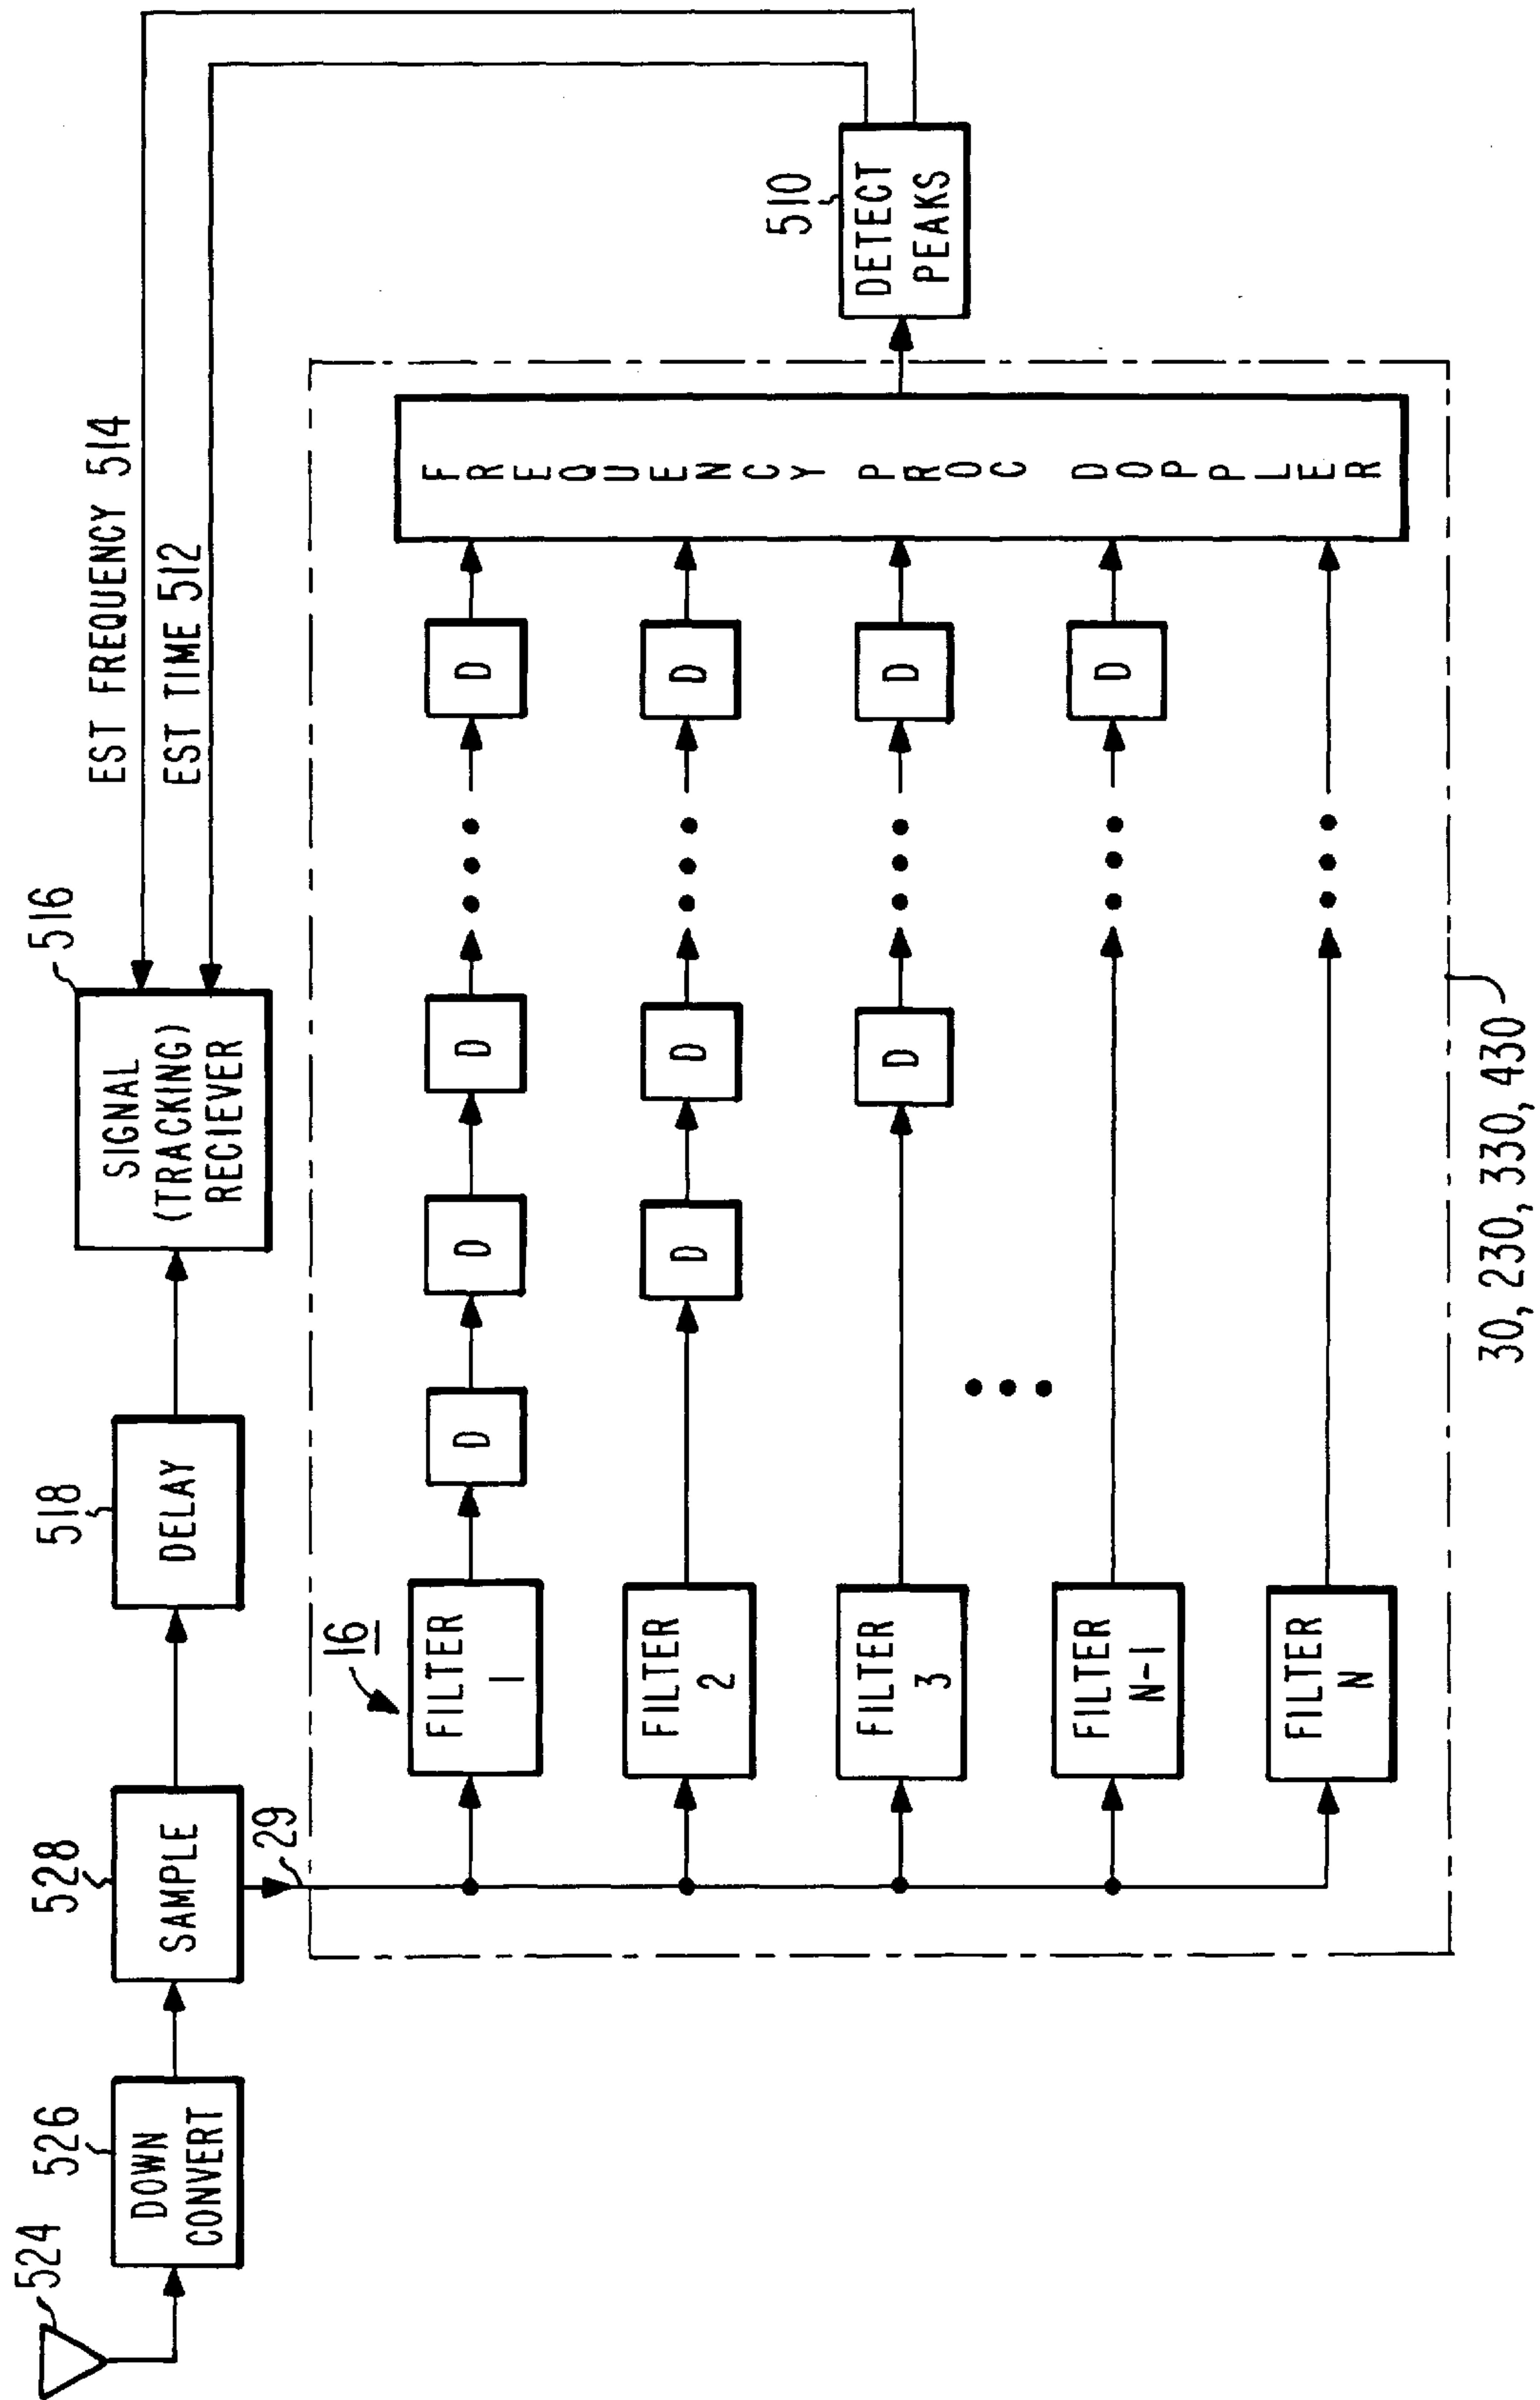 524
526
DOWN
CONVERT
528
SAMPLE
518
DELAY
516
SIGNAL
(TRACKING)
RECIEVER
EST FREQUENCY 514
EST TIME 512
29
16
FILTER
1
D
D
D
D
FILTER
2
D
D
D
FILTER
3
D
D
FILTER
N-1
D
FILTER
N
FREQUENCY PROC DOPPLER
510
DETECT
PEAKS
30, 230, 330, 430